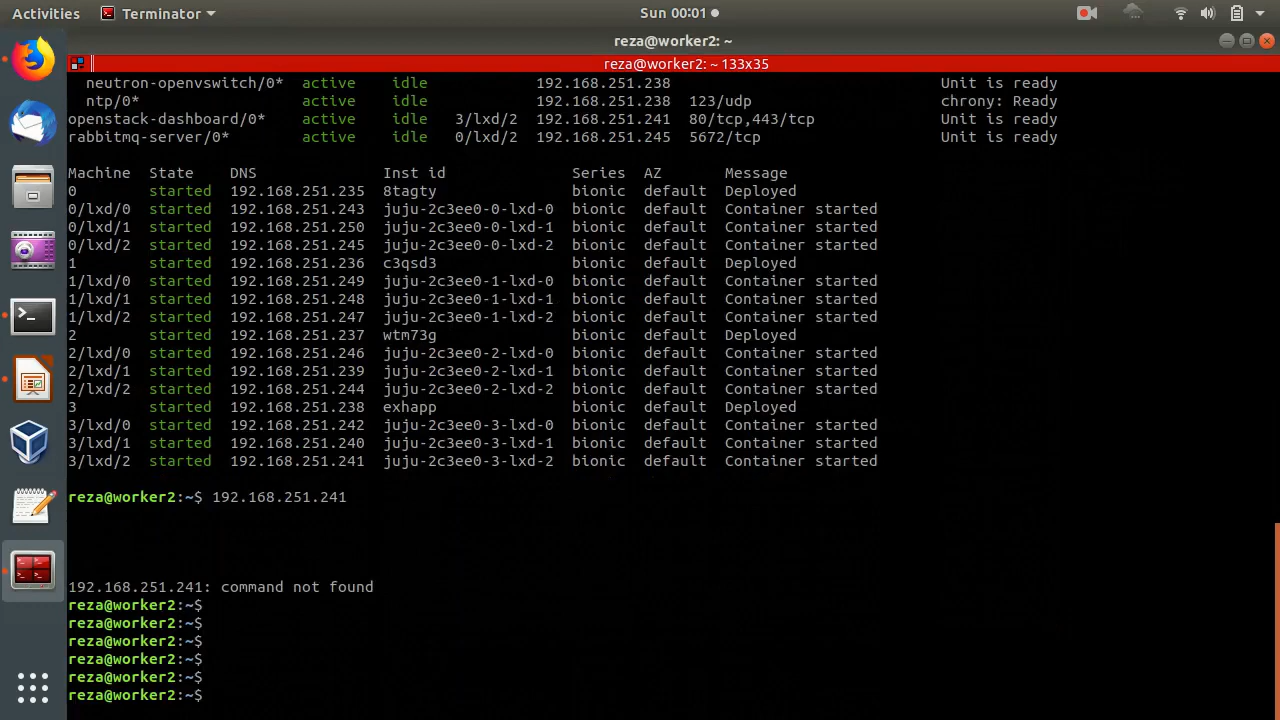 Activities Terminator Sun 00:01
reza@worker2: ~
reza@worker2: ~ 133x35
neutron-openvswitch/0* active idle 192.168.251.238 Unit is ready
ntp/0* active idle 192.168.251.238 123/udp chrony: Ready
openstack-dashboard/0* active idle 3/lxd/2 192.168.251.241 80/tcp,443/tcp Unit is ready
rabbitmq-server/0* active idle 0/lxd/2 192.168.251.245 5672/tcp Unit is ready
Machine State DNS Inst id Series AZ Message
0 started 192.168.251.235 8tagty bionic default Deployed
0/lxd/0 started 192.168.251.243 juju-2c3ee0-0-lxd-0 bionic default Container started
0/lxd/1 started 192.168.251.250 juju-2c3ee0-0-lxd-1 bionic default Container started
0/lxd/2 started 192.168.251.245 juju-2c3ee0-0-lxd-2 bionic default Container started
1 started 192.168.251.236 c3qsd3 bionic default Deployed
1/lxd/0 started 192.168.251.249 juju-2c3ee0-1-lxd-0 bionic default Container started
1/lxd/1 started 192.168.251.248 juju-2c3ee0-1-lxd-1 bionic default Container started
1/lxd/2 started 192.168.251.247 juju-2c3ee0-1-lxd-2 bionic default Container started
2 started 192.168.251.237 wtm73g bionic default Deployed
2/lxd/0 started 192.168.251.246 juju-2c3ee0-2-lxd-0 bionic default Container started
2/lxd/1 started 192.168.251.239 juju-2c3ee0-2-lxd-1 bionic default Container started
2/lxd/2 started 192.168.251.244 juju-2c3ee0-2-lxd-2 bionic default Container started
3 started 192.168.251.238 exhapp bionic default Deployed
3/lxd/0 started 192.168.251.242 juju-2c3ee0-3-lxd-0 bionic default Container started
3/lxd/1 started 192.168.251.240 juju-2c3ee0-3-lxd-1 bionic default Container started
3/lxd/2 started 192.168.251.241 juju-2c3ee0-3-lxd-2 bionic default Container started
reza@worker2:~$ 192.168.251.241
192.168.251.241: command not found
reza@worker2:~$
reza@worker2:~$
reza@worker2:~$
reza@worker2:~$
reza@worker2:~$
reza@worker2:~$